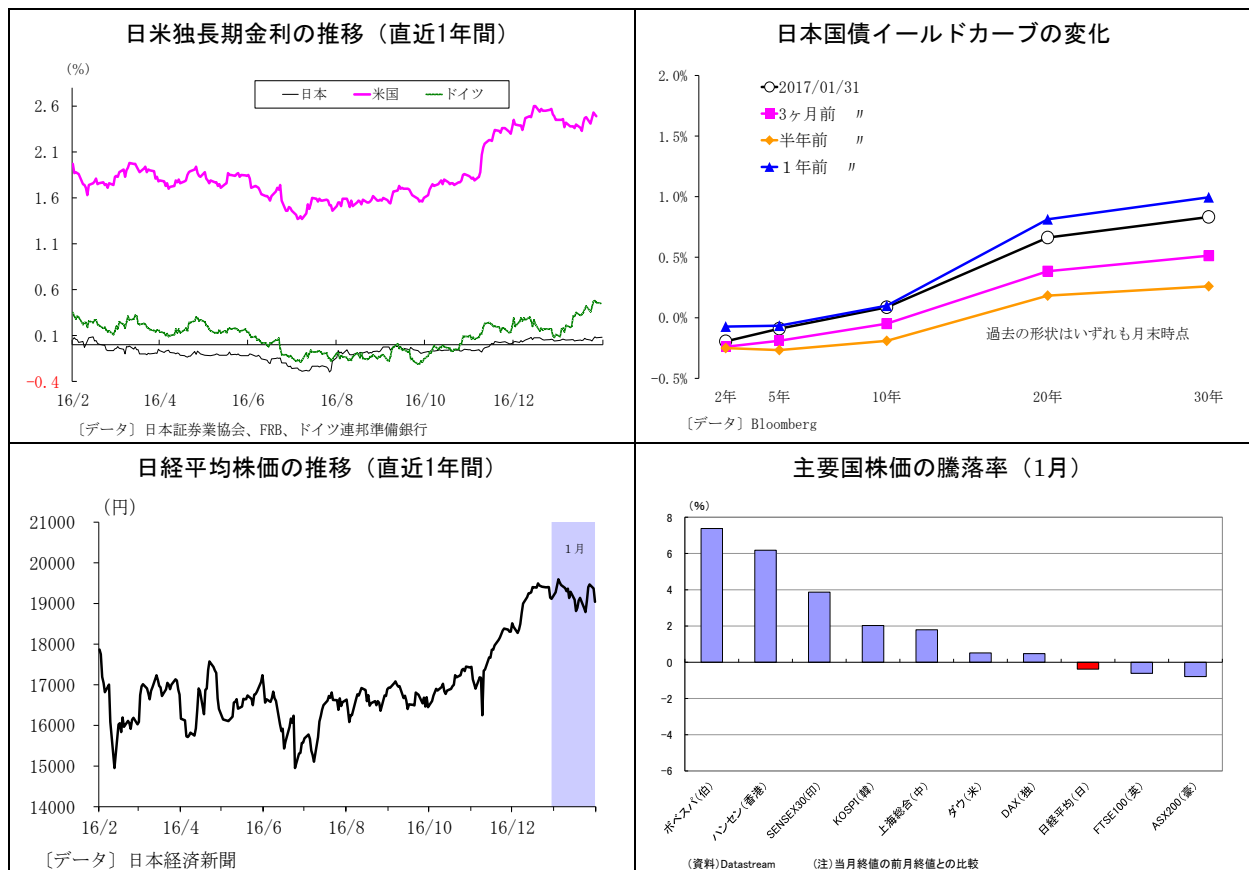 日米独長期金利の推移（直近1年間）
(%)
日本 米国 ドイツ
2.6
2.1
1.6
1.1
0.6
0.1
-0.4
16/2 16/4 16/6 16/8 16/10 16/12
〔データ〕日本証券業協会、FRB、ドイツ連邦準備銀行
日本国債イールドカーブの変化
2.0%
1.5%
1.0%
0.5%
0.0%
-0.5%
2017/01/31
3ヶ月前 〃
半年前 〃
1年前 〃
過去の形状はいずれも月末時点
2年 5年 10年 20年 30年
〔データ〕Bloomberg
日経平均株価の推移（直近1年間）
（円）
21000
20000
19000
18000
17000
16000
15000
14000
1月
16/2 16/4 16/6 16/8 16/10 16/12
〔データ〕日本経済新聞
主要国株価の騰落率（1月）
(%)
8
6
4
2
0
-2
-4
-6
ボベスパ(伯) ハンセン(香港) SENSEX30(印) KOSPI(韓) 上海総合(中) ダウ(米) DAX(独) 日経平均(日) FTSE100(英) ASX200(豪)
(資料)Datastream (注)当月終値の前月終値との比較